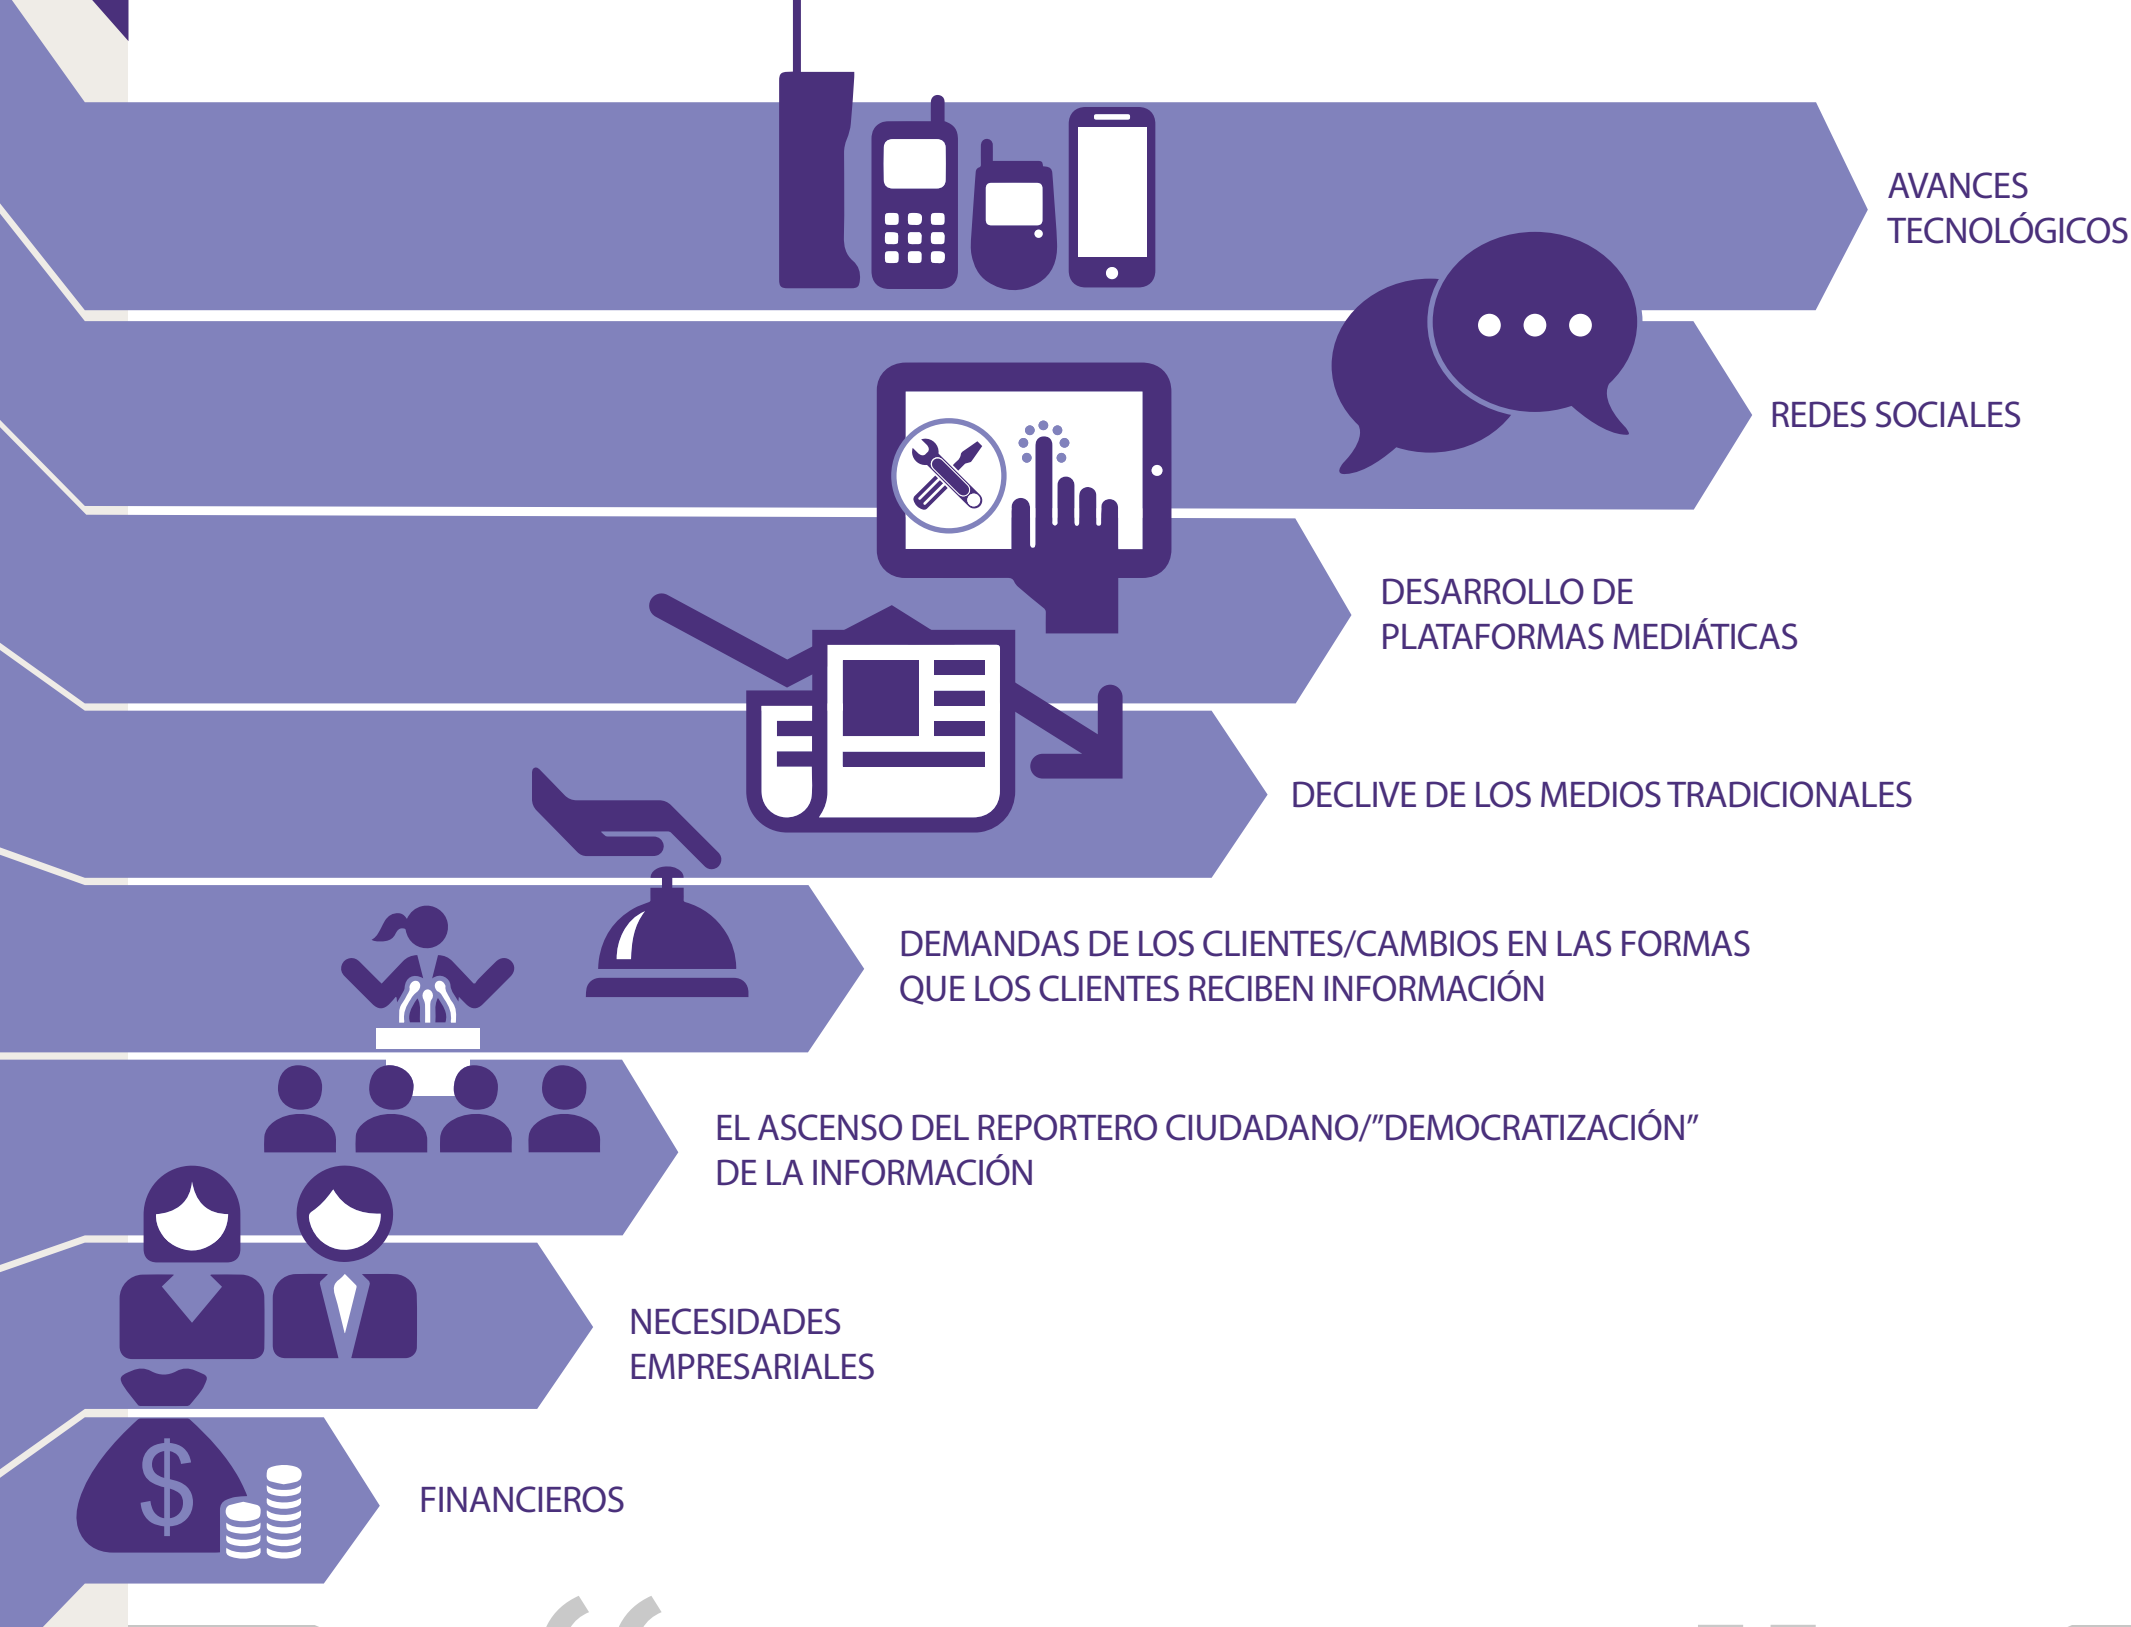 AVANCES
TECNOLÓGICOS
REDES SOCIALES
DESARROLLO DE
PLATAFORMAS MEDIÁTICAS
DECLIVE DE LOS MEDIOS TRADICIONALES
DEMANDAS DE LOS CLIENTES/CAMBIOS EN LAS FORMAS
QUE LOS CLIENTES RECIBEN INFORMACIÓN
EL ASCENSO DEL REPORTERO CIUDADANO/”DEMOCRATIZACIÓN”
DE LA INFORMACIÓN
NECESIDADES
EMPRESARIALES
$
FINANCIEROS